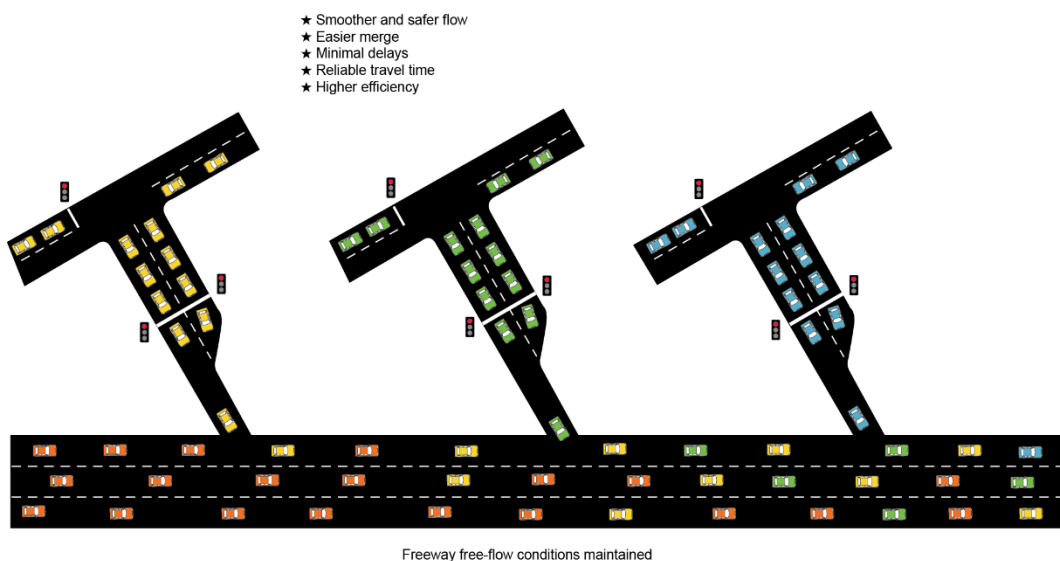 ★ Smoother and safer flow
★ Easier merge
★ Minimal delays
★ Reliable travel time
★ Higher efficiency
Freeway free-flow conditions maintained